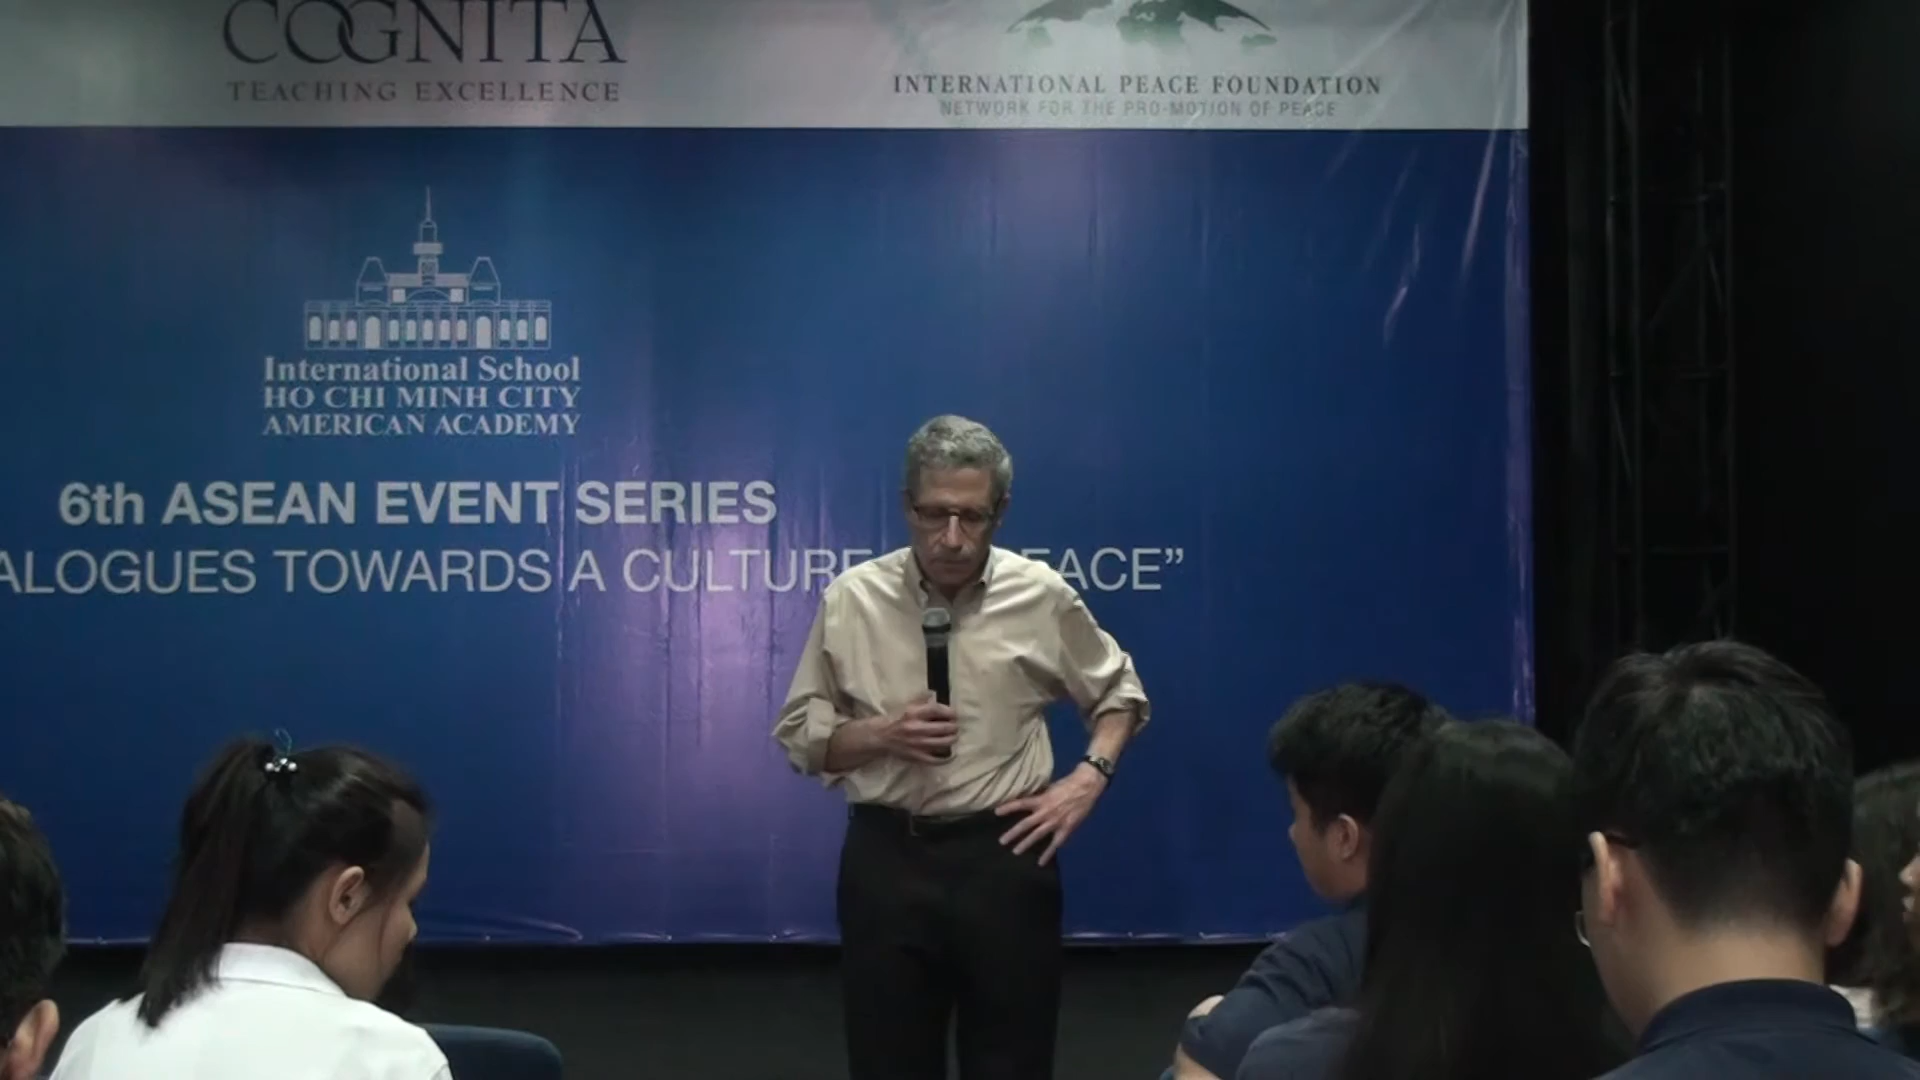 COGNITA
TEACHING EXCELLENCE
INTERNATIONAL PEACE FOUNDATION
NETWORK FOR THE PRO-MOTION OF PEACE
International School
HO CHI MINH CITY
AMERICAN ACADEMY
6th ASEAN EVENT SERIES
ALOGUES TOWARDS A CULTURE ACE”